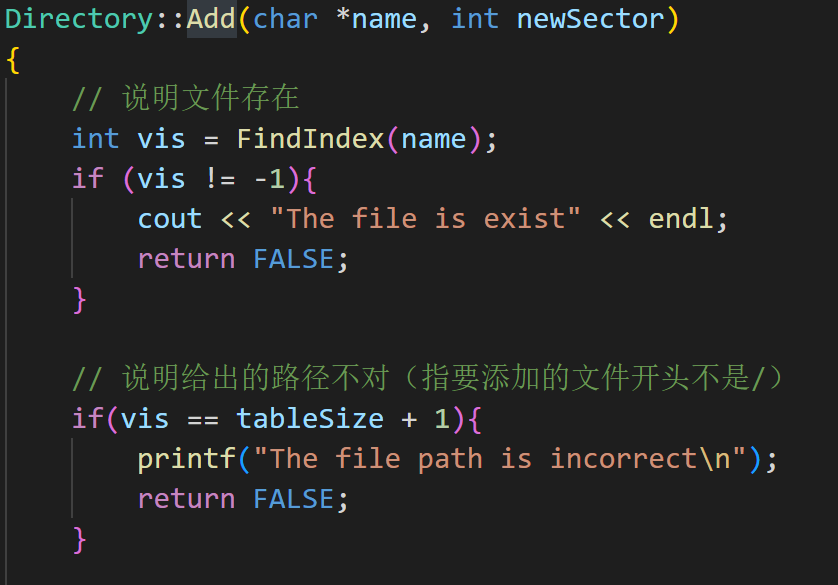 Directory::Add(char *name, int newSector)
{
    // 说明文件存在
    int vis = FindIndex(name);
    if (vis != -1){
        cout << "The file is exist" << endl;
        return FALSE;
    }

    // 说明给出的路径不对（指要添加的文件开头不是/）
    if(vis == tableSize + 1){
        printf("The file path is incorrect\n");
        return FALSE;
    }